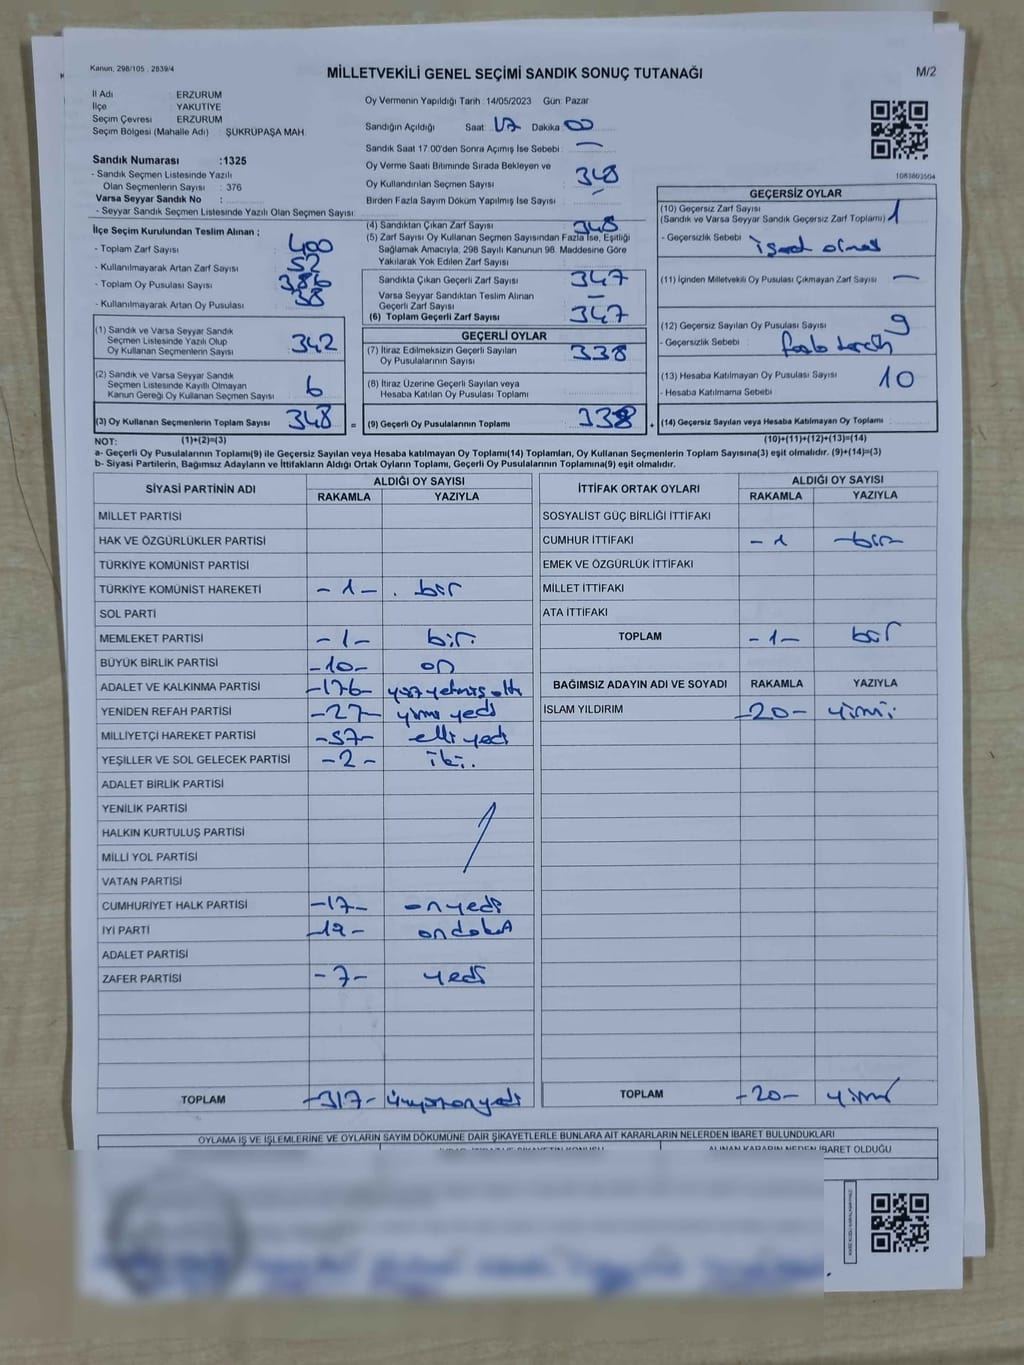 Kanun, 298/105 , 2839/4
MİLLETVEKİLİ GENEL SEÇİMİ SANDIK SONUÇ TUTANAĞI
M/2
İl Adı ERZURUM
İlçe YAKUTİYE
Seçim Çevresi ERZURUM
Seçim Bölgesi (Mahalle Adı) : ŞÜKRÜPAŞA MAH.
Sandık Numarası :1325
- Sandık Seçmen Listesinde Yazılı
Olan Seçmenlerin Sayısı : 376
Varsa Seyyar Sandık No :
- Seyyar Sandık Seçmen Listesinde Yazılı Olan Seçmen Sayısı:
Oy Vermenin Yapıldığı Tarih :14/05/2023 Gün: Pazar
Sandığın Açıldığı Saat: 17 Dakika: 00
Sandık Saat 17:00'den Sonra Açımış İse Sebebi : —
Oy Verme Saati Bitiminde Sırada Bekleyen ve
Oy Kullandırılan Seçmen Sayısı : 348
Birden Fazla Sayım Döküm Yapılmış İse Sayısı : —
1083603504
İlçe Seçim Kurulundan Teslim Alınan ;
- Toplam Zarf Sayısı : 400
- Kullanılmayarak Artan Zarf Sayısı : 52
- Toplam Oy Pusulası Sayısı : 386
- Kullanılmayarak Artan Oy Pusulası : 38
(1) Sandık ve Varsa Seyyar Sandık
Seçmen Listesinde Yazılı Olup
Oy Kullanan Seçmenlerin Sayısı : 342
(2) Sandık ve Varsa Seyyar Sandık
Seçmen Listesinde Kayıtlı Olmayan
Kanun Gereği Oy Kullanan Seçmen Sayısı : 6
(3) Oy Kullanan Seçmenlerin Toplam Sayısı : 348
(4) Sandıktan Çıkan Zarf Sayısı : 348
(5) Zarf Sayısı Oy Kullanan Seçmen Sayısından Fazla İse, Eşitliği
Sağlamak Amacıyla, 298 Sayılı Kanunun 98. Maddesine Göre
Yakılarak Yok Edilen Zarf Sayısı :
Sandıkta Çıkan Geçerli Zarf Sayısı : 347
Varsa Seyyar Sandıktan Teslim Alınan
Geçerli Zarf Sayısı : —
(6) Toplam Geçerli Zarf Sayısı : 347
GEÇERLİ OYLAR
(7) İtiraz Edilmeksizin Geçerli Sayılan
Oy Pusulalarının Sayısı : 338
(8) İtiraz Üzerine Geçerli Sayılan veya
Hesaba Katılan Oy Pusulası Toplamı :
= (9) Geçerli Oy Pusulalarının Toplamı : 338
GEÇERSİZ OYLAR
(10) Geçersiz Zarf Sayısı
(Sandık ve Varsa Seyyar Sandık Geçersiz Zarf Toplamı) : 1
- Geçersizlik Sebebi :
(11) İçinden Milletvekili Oy Pusulası Çıkmayan Zarf Sayısı : —
(12) Geçersiz Sayılan Oy Pusulası Sayısı : 9
- Geçersizlik Sebebi : fazla tercih
(13) Hesaba Katılmayan Oy Pusulası Sayısı : 10
- Hesaba Katılmama Sebebi :
+ (14) Geçersiz Sayılan veya Hesaba Katılmayan Oy Toplamı :
NOT: (1)+(2)=(3) (10)+(11)+(12)+(13)=(14)
a- Geçerli Oy Pusulalarının Toplamı(9) ile Geçersiz Sayılan veya Hesaba katılmayan Oy Toplamı(14) Toplamları, Oy Kullanan Seçmenlerin Toplam Sayısına(3) eşit olmalıdır. (9)+(14)=(3)
b- Siyasi Partilerin, Bağımsız Adayların ve İttifakların Aldığı Ortak Oyların Toplamı, Geçerli Oy Pusulalarının Toplamına(9) eşit olmalıdır.
SİYASİ PARTİNİN ADI ALDIĞI OY SAYISI
RAKAMLA YAZIYLA
MİLLET PARTİSİ
HAK VE ÖZGÜRLÜKLER PARTİSİ
TÜRKİYE KOMÜNİST PARTİSİ
TÜRKİYE KOMÜNİST HAREKETİ -1- bir
SOL PARTİ
MEMLEKET PARTİSİ -1- bir.
BÜYÜK BİRLİK PARTİSİ -10- on
ADALET VE KALKINMA PARTİSİ -176- yüzyetmiş altı
YENİDEN REFAH PARTİSİ -27- yirmi yedi
MİLLİYETÇİ HAREKET PARTİSİ -57- elli yedi
YEŞİLLER VE SOL GELECEK PARTİSİ -2- iki.
ADALET BİRLİK PARTİSİ
YENİLİK PARTİSİ
HALKIN KURTULUŞ PARTİSİ
MİLLİ YOL PARTİSİ
VATAN PARTİSİ
CUMHURİYET HALK PARTİSİ -17- onyedi
İYİ PARTİ -19- ondokuz
ADALET PARTİSİ
ZAFER PARTİSİ -7- yedi
TOPLAM -317- üçyüzonyedi
İTTİFAK ORTAK OYLARI ALDIĞI OY SAYISI
RAKAMLA YAZIYLA
SOSYALİST GÜÇ BİRLİĞİ İTTİFAKI
CUMHUR İTTİFAKI -1 -bir-
EMEK VE ÖZGÜRLÜK İTTİFAKI
MİLLET İTTİFAKI
ATA İTTİFAKI
TOPLAM -1- bir
BAĞIMSIZ ADAYIN ADI VE SOYADI RAKAMLA YAZIYLA
İSLAM YILDIRIM -20- yirmi
TOPLAM -20- yirmi
OYLAMA İŞ VE İŞLEMLERİNE VE OYLARIN SAYIM DÖKÜMÜNE DAİR ŞİKAYETLERLE BUNLARA AİT KARARLARIN NELERDEN İBARET BULUNDUKLARI
ALINAN KARARIN NEDEN İBARET OLDUĞU